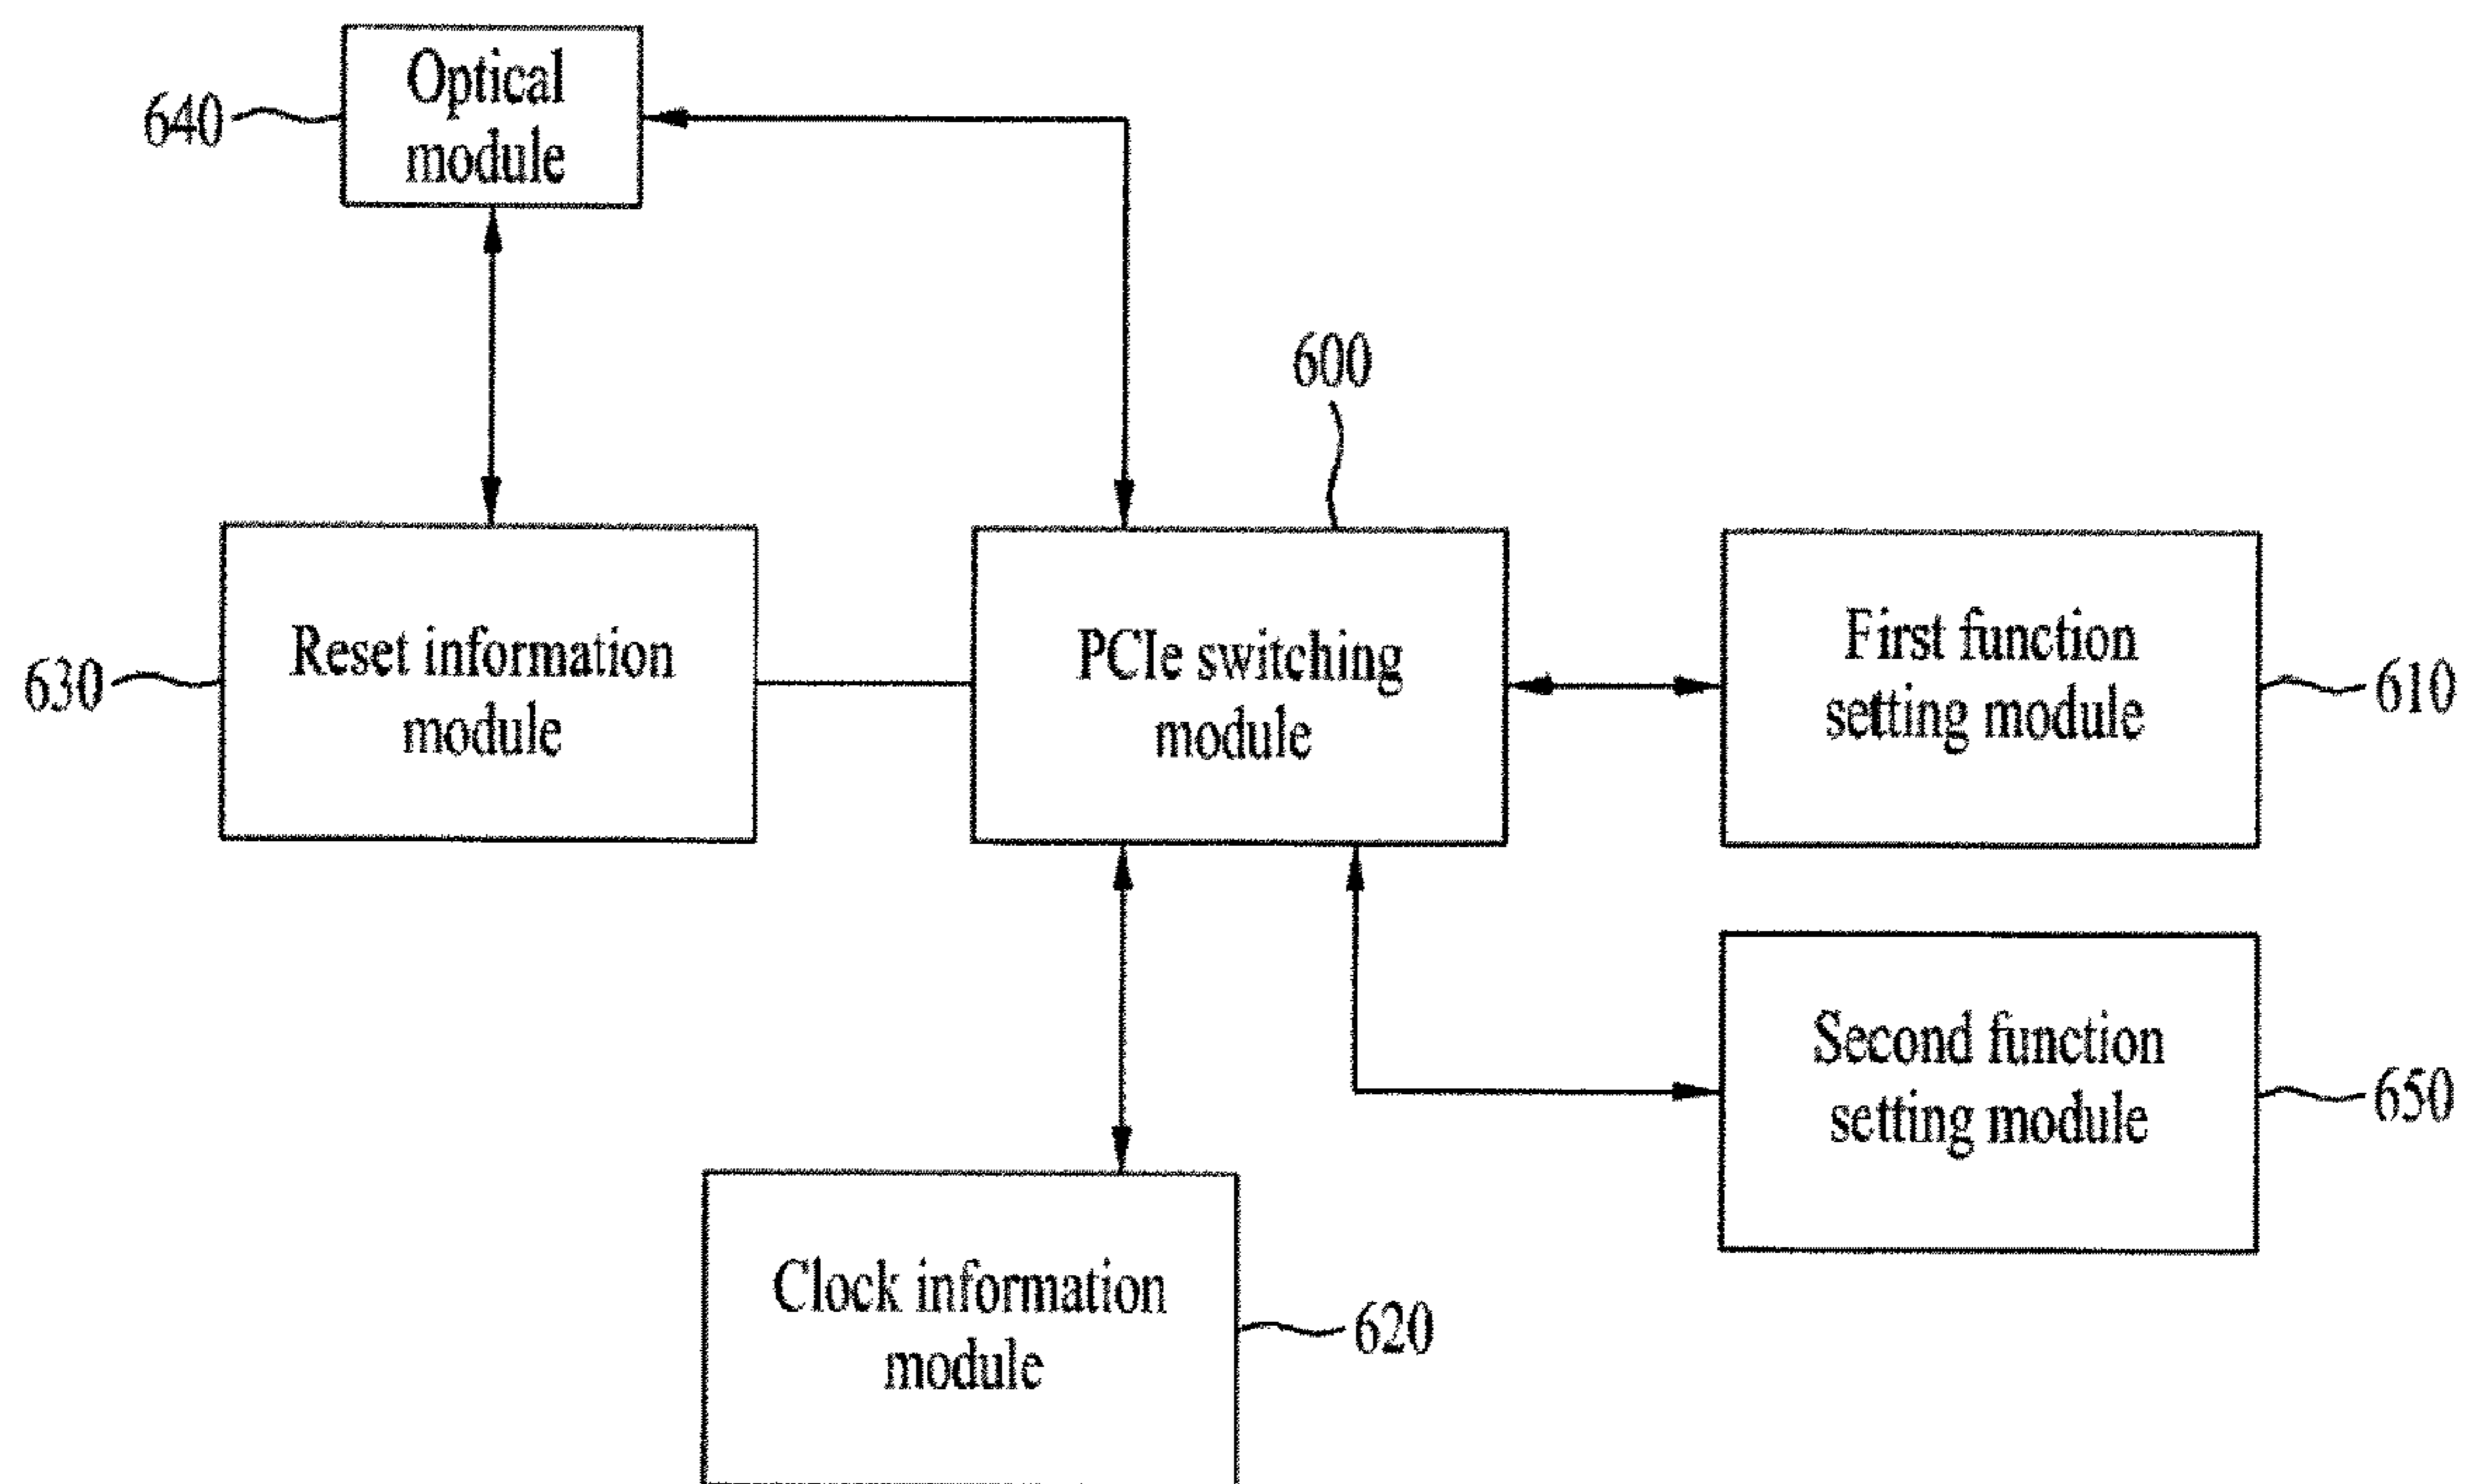 Optical
module
640
600
Reset information
module
630
PCIe switching
module
First function
setting module
610
Second function
setting module
650
Clock information
module
620